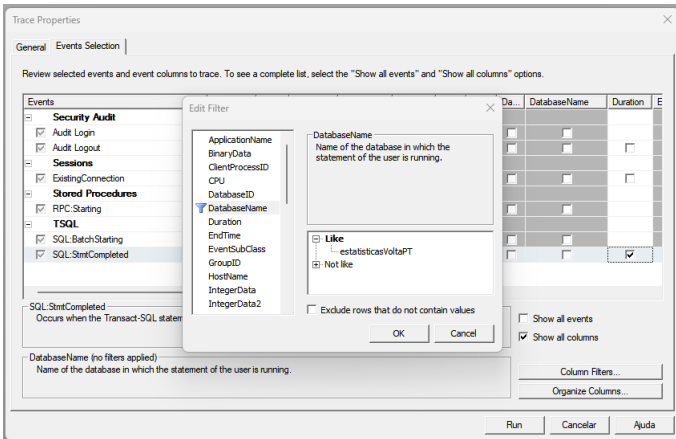 Trace Properties
General Events Selection
Review selected events and event columns to trace. To see a complete list, select the "Show all events" and "Show all columns" options.
Events Da... DatabaseName Duration E
Security Audit
Audit Login
Audit Logout
Sessions
ExistingConnection
Stored Procedures
RPC:Starting
TSQL
SQL:BatchStarting
SQL:StmtCompleted
Edit Filter
ApplicationName
BinaryData
ClientProcessID
CPU
DatabaseID
DatabaseName
Duration
EndTime
EventSubClass
GroupID
HostName
IntegerData
IntegerData2
DatabaseName
Name of the database in which the
statement of the user is running.
Like
estatisticasVoltaPT
Not like
Exclude rows that do not contain values
OK Cancel
SQL:StmtCompleted
Occurs when the Transact-SQL statem
Show all events
Show all columns
DatabaseName (no filters applied)
Name of the database in which the statement of the user is running.
Column Filters...
Organize Columns...
Run Cancelar Ajuda